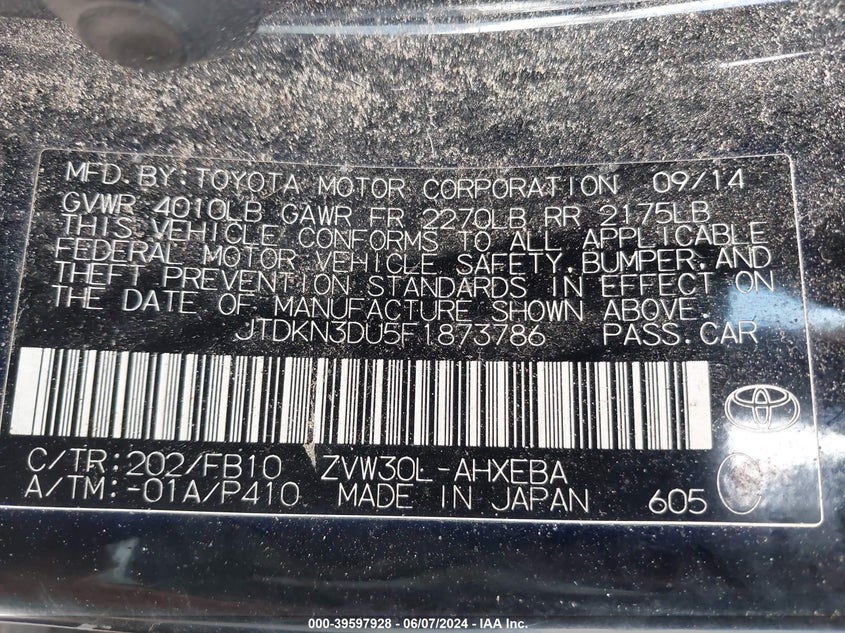 MFD. BY: TOYOTA MOTOR CORPORATION 09/14
GVWR 4010LB GAWR FR 2270LB RR 2175LB
THIS VEHICLE CONFORMS TO ALL APPLICABLE
FEDERAL MOTOR VEHICLE SAFETY, BUMPER, AND
THEFT PREVENTION STANDARDS IN EFFECT ON
THE DATE OF MANUFACTURE SHOWN ABOVE.
JTDKN3DU5F1873786 PASS. CAR
C/TR: 202/FB10 ZVW30L-AHXEBA
A/TM: -01A/P410 MADE IN JAPAN 605 C
000-39597928 - 06/07/2024 - IAA Inc.